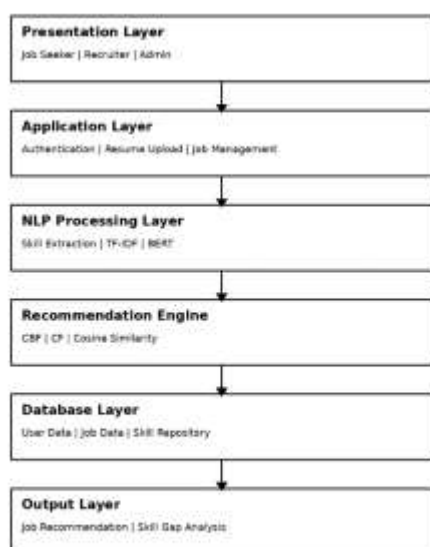 Presentation Layer
Job Seeker | Recruiter | Admin
Application Layer
Authentication | Resume Upload | Job Management
NLP Processing Layer
Skill Extraction | TF-IDF | BERT
Recommendation Engine
CBF | CF | Cosine Similarity
Database Layer
User Data | Job Data | Skill Repository
Output Layer
Job Recommendation | Skill Gap Analysis